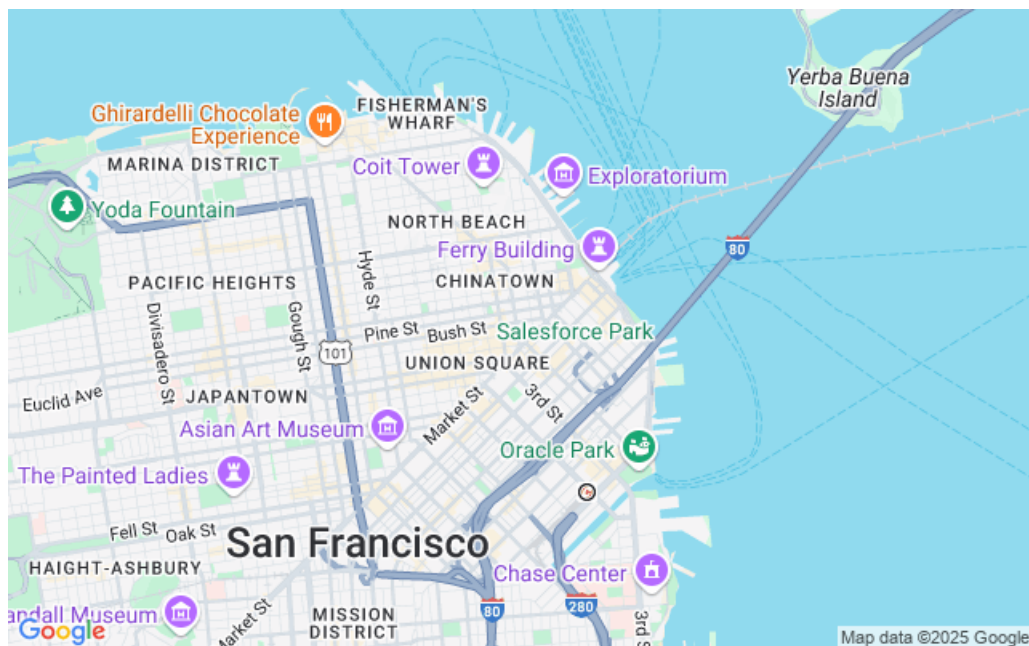 Yerba Buena
Island
Ghirardelli Chocolate
Experience
FISHERMAN'S
WHARF
MARINA DISTRICT
Coit Tower
Exploratorium
Yoda Fountain
NORTH BEACH
Ferry Building
80
Hyde St
PACIFIC HEIGHTS
CHINATOWN
Divisadero St
Gough St
Pine St
Bush St
Salesforce Park
101
UNION SQUARE
Euclid Ave
JAPANTOWN
3rd St
Market St
Asian Art Museum
Oracle Park
The Painted Ladies
Fell St
Oak St
San Francisco
HAIGHT-ASHBURY
Chase Center
andall Museum
Market St
MISSION
DISTRICT
80
280
3rd St
Google
Map data ©2025 Google